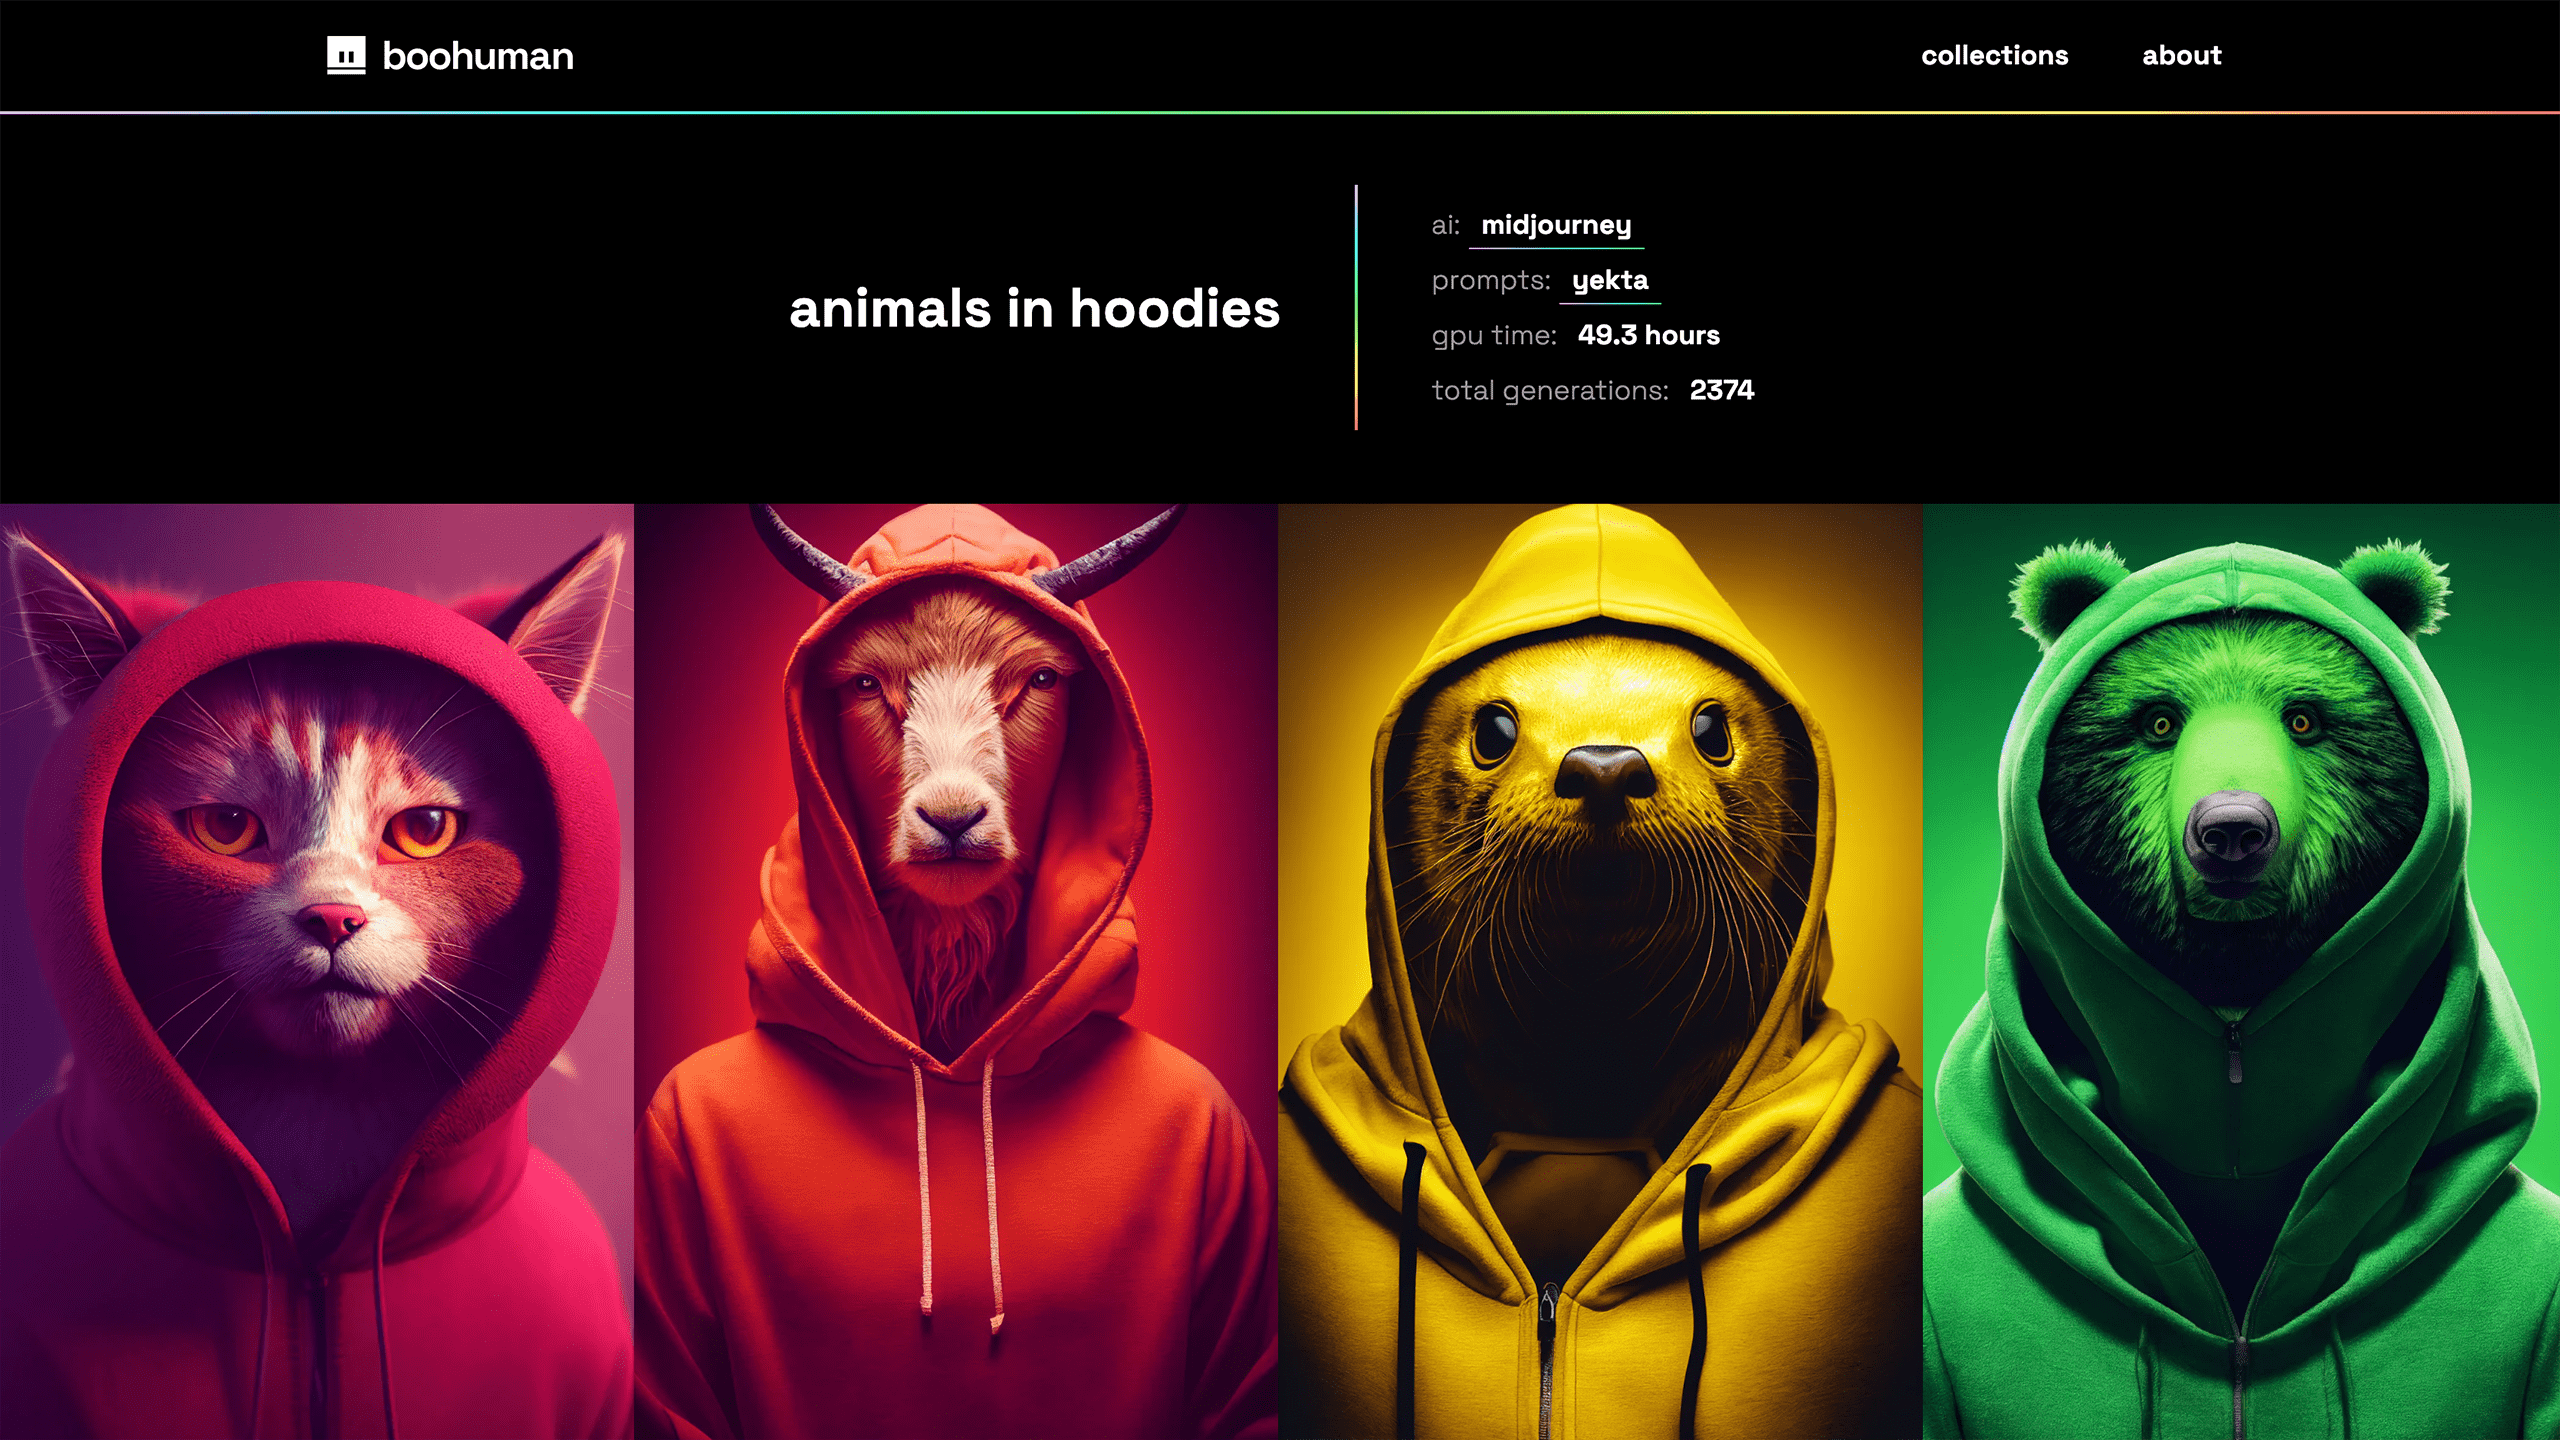 boohuman
collections
about
animals in hoodies
ai: midjourney
prompts: yekta
gpu time: 49.3 hours
total generations: 2374